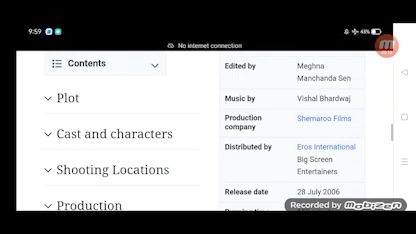 9:59
48%
No internet connection
Contents
Plot
Cast and characters
Shooting Locations
Production
Edited by
Meghna
Manchanda Sen
Music by
Vishal Bhardwaj
Production
company
Shemaroo Films
Distributed by
Eros International
Big Screen
Entertainers
Release date
28 July 2006
Recorded by MOBIZEN